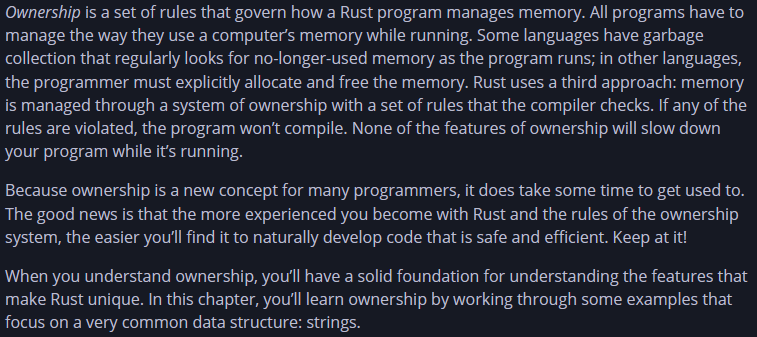 Ownership is a set of rules that govern how a Rust program manages memory. All programs have to
manage the way they use a computer’s memory while running. Some languages have garbage
collection that regularly looks for no-longer-used memory as the program runs; in other languages,
the programmer must explicitly allocate and free the memory. Rust uses a third approach: memory
is managed through a system of ownership with a set of rules that the compiler checks. If any of the
rules are violated, the program won’t compile. None of the features of ownership will slow down
your program while it’s running.
Because ownership is a new concept for many programmers, it does take some time to get used to.
The good news is that the more experienced you become with Rust and the rules of the ownership
system, the easier you’ll find it to naturally develop code that is safe and efficient. Keep at it!
When you understand ownership, you’ll have a solid foundation for understanding the features that
make Rust unique. In this chapter, you’ll learn ownership by working through some examples that
focus on a very common data structure: strings.